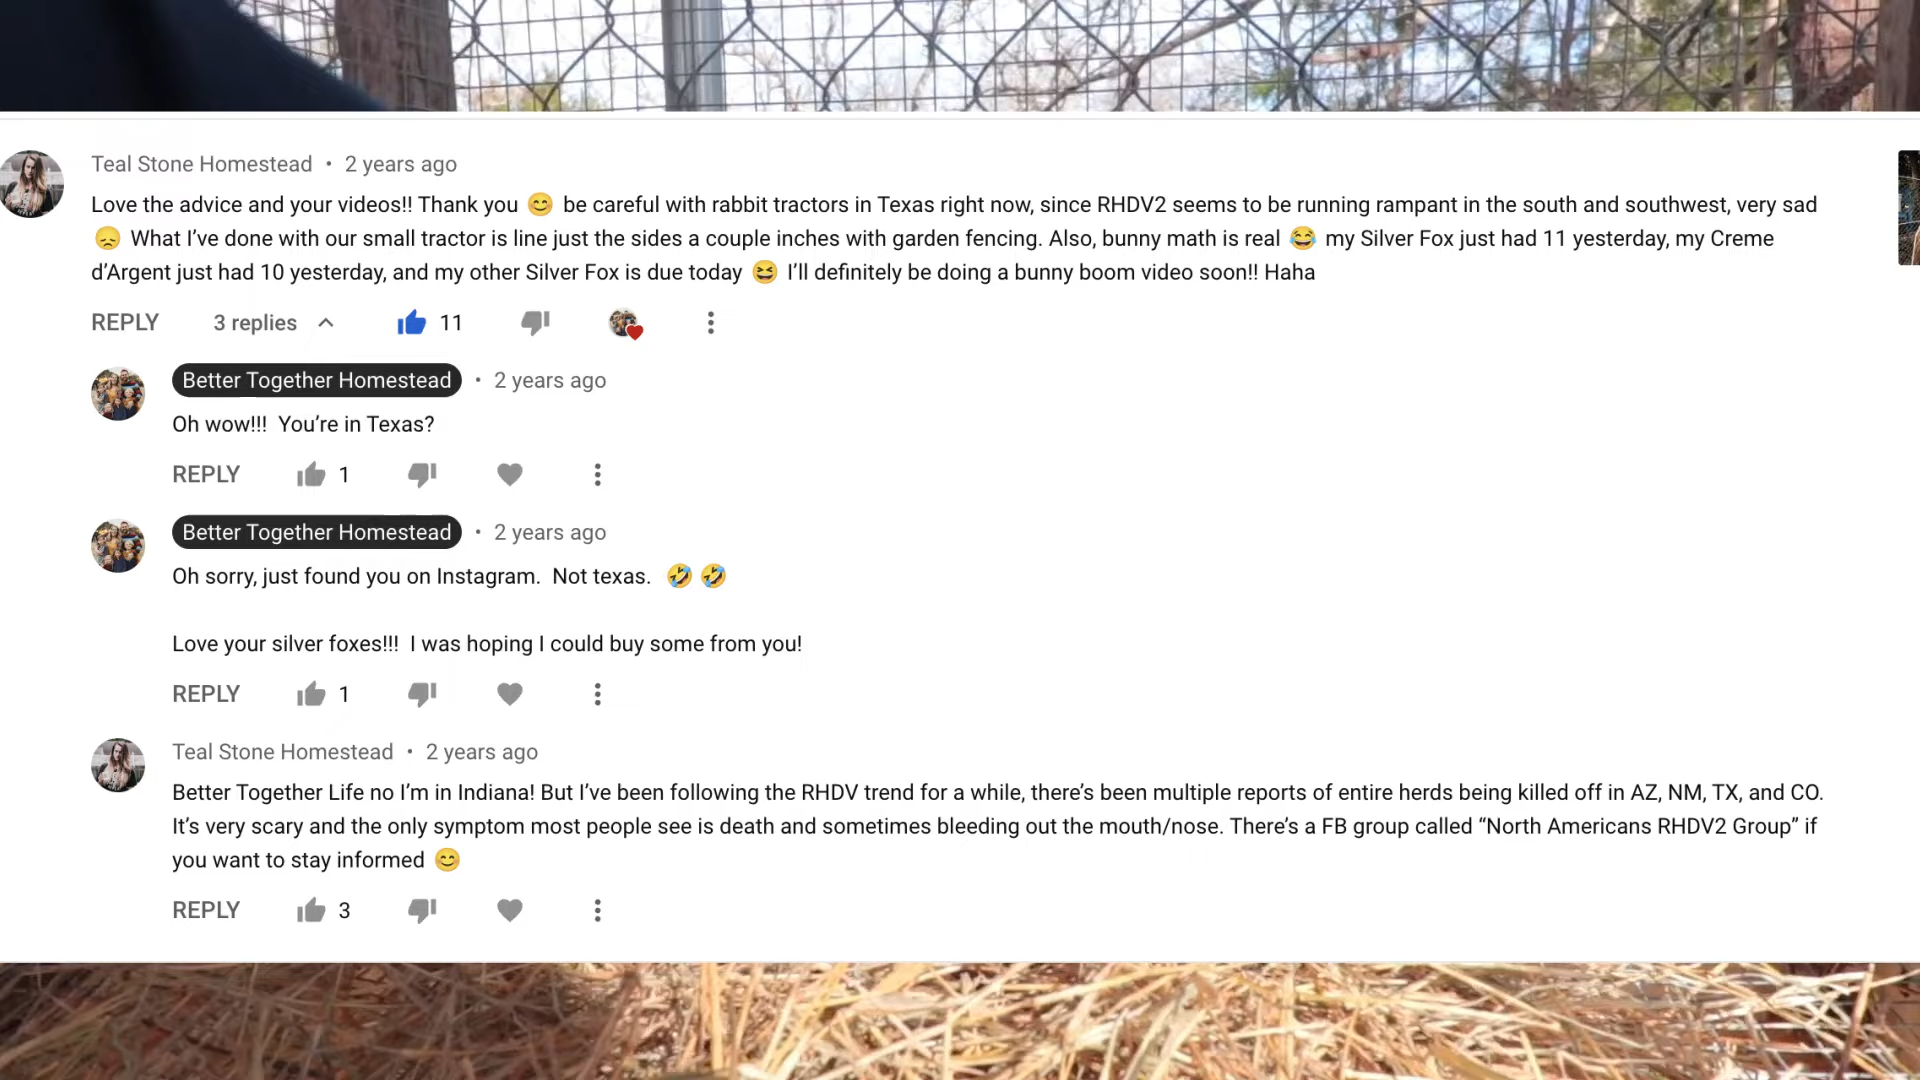 Teal Stone Homestead • 2 years ago
Love the advice and your videos!! Thank you 😊 be careful with rabbit tractors in Texas right now, since RHDV2 seems to be running rampant in the south and southwest, very sad
😞 What I’ve done with our small tractor is line just the sides a couple inches with garden fencing. Also, bunny math is real 😂 my Silver Fox just had 11 yesterday, my Creme
d’Argent just had 10 yesterday, and my other Silver Fox is due today 😆 I’ll definitely be doing a bunny boom video soon!! Haha
REPLY 3 replies 11
Better Together Homestead • 2 years ago
Oh wow!!! You’re in Texas?
REPLY 1
Better Together Homestead • 2 years ago
Oh sorry, just found you on Instagram. Not texas. 🤣 🤣
Love your silver foxes!!! I was hoping I could buy some from you!
REPLY 1
Teal Stone Homestead • 2 years ago
Better Together Life no I’m in Indiana! But I’ve been following the RHDV trend for a while, there’s been multiple reports of entire herds being killed off in AZ, NM, TX, and CO.
It’s very scary and the only symptom most people see is death and sometimes bleeding out the mouth/nose. There’s a FB group called “North Americans RHDV2 Group” if
you want to stay informed 😊
REPLY 3